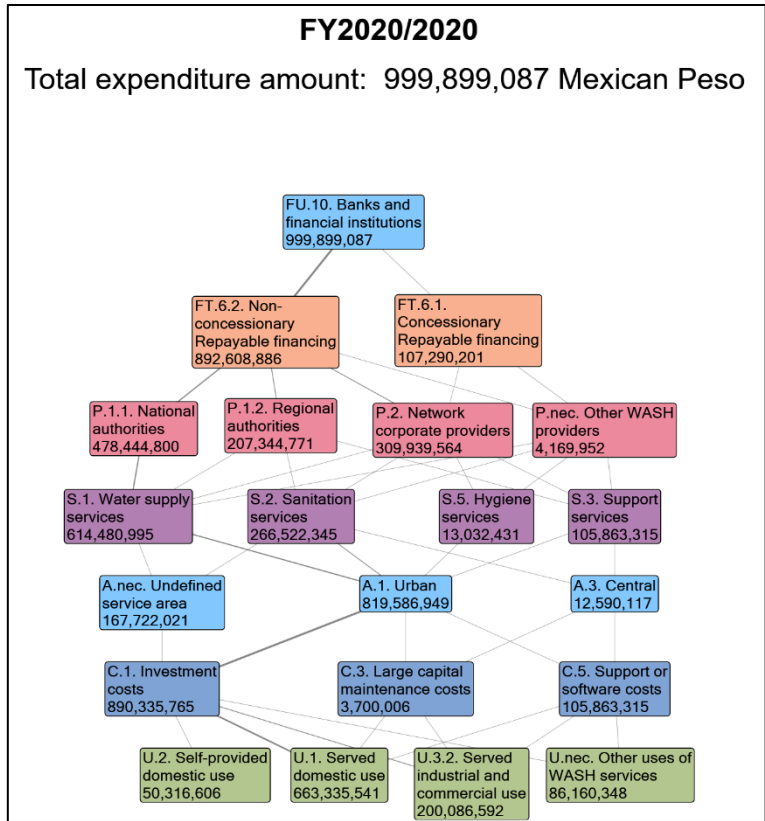 FY2020/2020
Total expenditure amount: 999,899,087 Mexican Peso
FU.10. Banks and
financial institutions
999,899,087
FT.6.2. Non-
concessionary
Repayable financing
892,608,886
FT.6.1.
Concessionary
Repayable financing
107,290,201
P.1.1. National
authorities
478,444,800
P.1.2. Regional
authorities
207,344,771
P.2. Network
corporate providers
309,939,564
P.nec. Other WASH
providers
4,169,952
S.1. Water supply
services
614,480,995
S.2. Sanitation
services
266,522,345
S.5. Hygiene
services
13,032,431
S.3. Support
services
105,863,315
A.nec. Undefined
service area
167,722,021
A.1. Urban
819,586,949
A.3. Central
12,590,117
C.1. Investment
costs
890,335,765
C.3. Large capital
maintenance costs
3,700,006
C.5. Support or
software costs
105,863,315
U.2. Self-provided
domestic use
50,316,606
U.1. Served
domestic use
663,335,541
U.3.2. Served
industrial and
commercial use
200,086,592
U.nec. Other uses of
WASH services
86,160,348